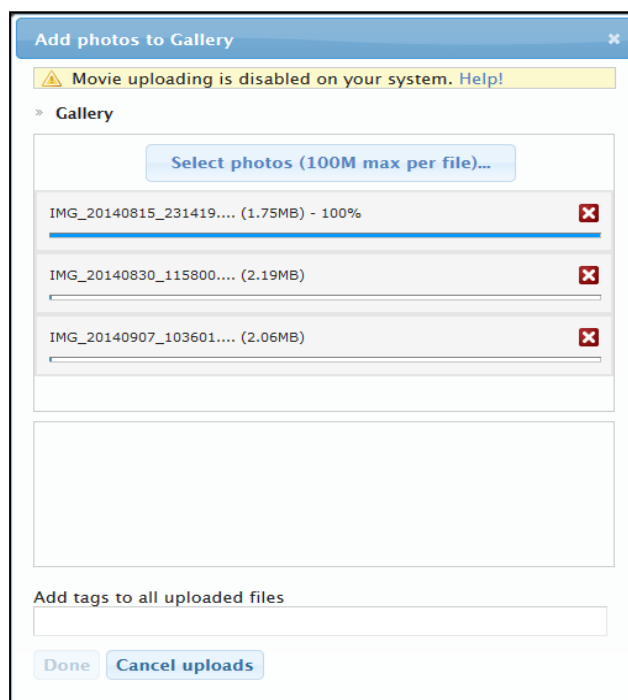 Add photos to Gallery
Movie uploading is disabled on your system. Help!
» Gallery
Select photos (100M max per file)...
IMG_20140815_231419.... (1.75MB) - 100%
IMG_20140830_115800.... (2.19MB)
IMG_20140907_103601.... (2.06MB)
Add tags to all uploaded files
Done Cancel uploads